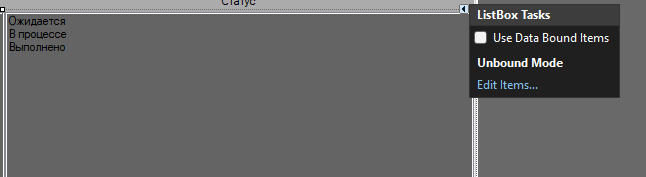 Статус
Ожидается
В процессе
Выполнено
ListBox Tasks
Use Data Bound Items
Unbound Mode
Edit Items...